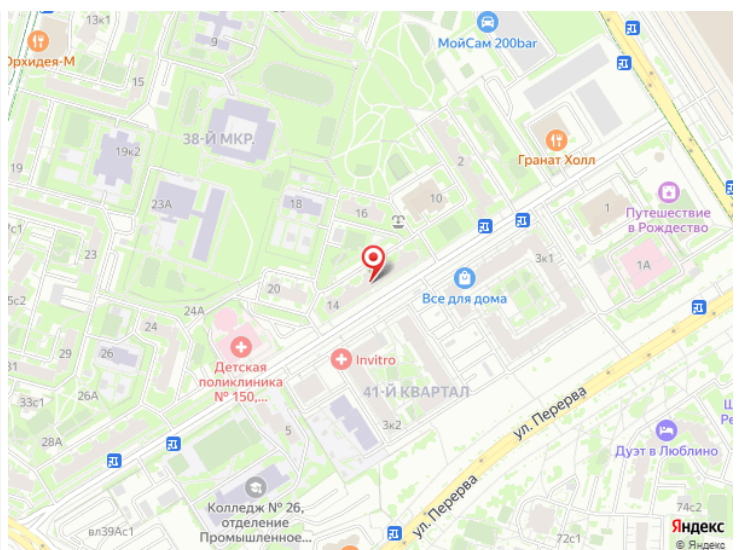 13к1
9
МойСам 200bar
Орхидея-М
15
38-Й МКР.
19к2
19
2
Гранат Холл
23А
18
16
10
1
Путешествие
в Рождество
7с1
23
3к1
1А
5с2
20
24А
14
Все для дома
24
29
26
Детская
поликлиника
№ 150,...
Invitro
26А
33с1
41-Й КВАРТАЛ
28А
5
3к2
ул. Перерва
Дуэт в Люблино
Колледж № 26,
отделение
Промышленное...
вл39Ас1
ул. Перерва
74с2
72с1
Яндекс
© Яндекс